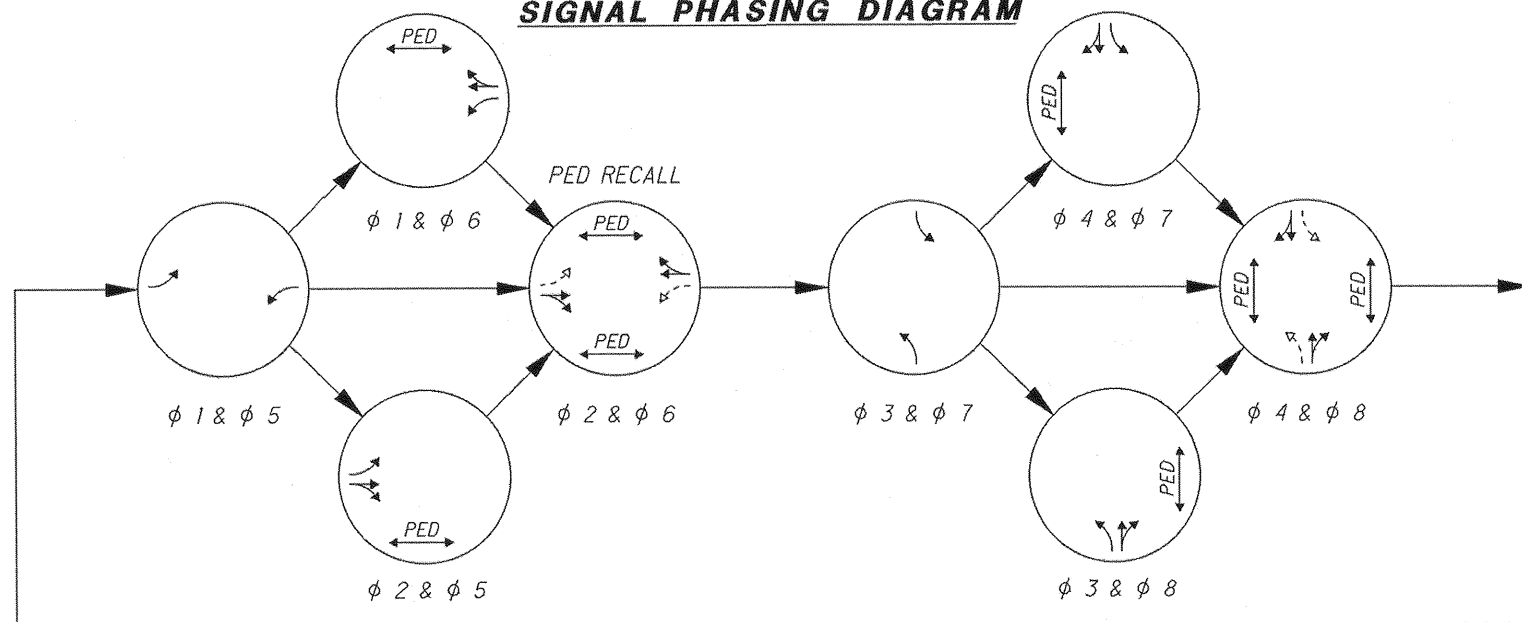 SIGNAL PHASING DIAGRAM
PED
PED
φ 1 & φ 6
φ 4 & φ 7
PED RECALL
PED
PED
φ 1 & φ 5
φ 2 & φ 6
φ 3 & φ 7
PED
PED
φ 4 & φ 8
PED
PED
φ 2 & φ 5
φ 3 & φ 8